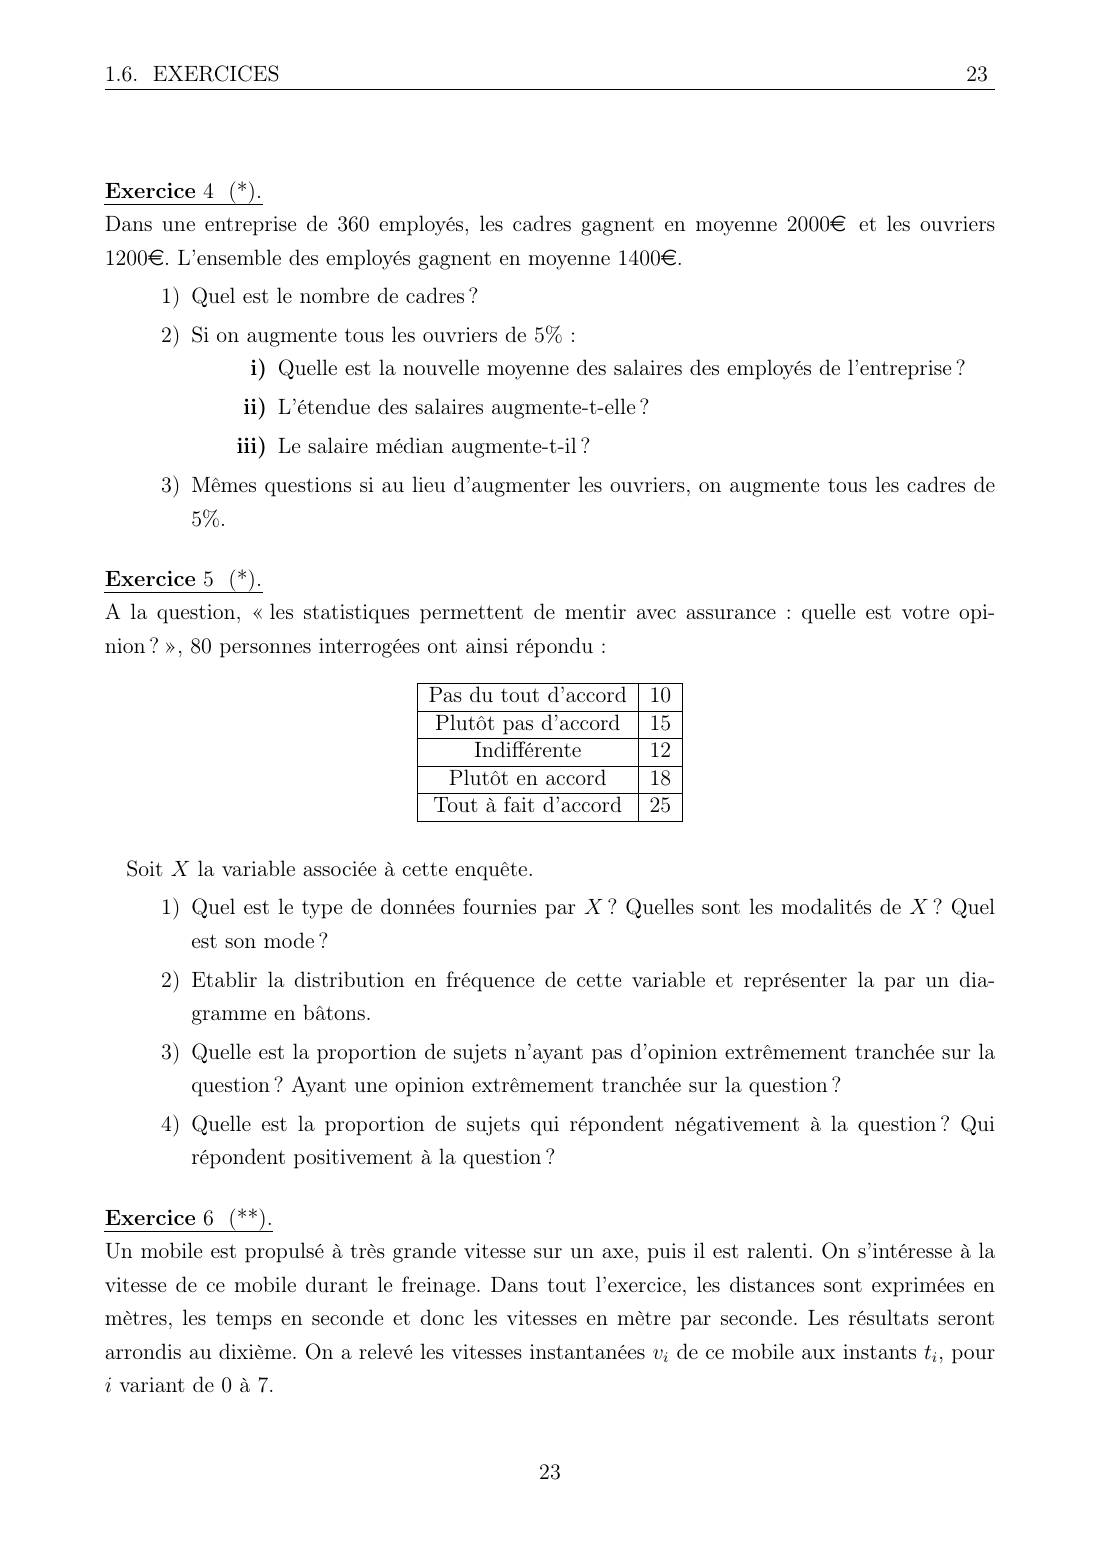 1.6. EXERCICES 23
Exercice 4 (*).
Dans une entreprise de 360 employés, les cadres gagnent en moyenne 2000€ et les ouvriers
1200€. L'ensemble des employés gagnent en moyenne 1400€.
1) Quel est le nombre de cadres ?
2) Si on augmente tous les ouvriers de 5% :
i) Quelle est la nouvelle moyenne des salaires des employés de l'entreprise ?
ii) L'étendue des salaires augmente-t-elle ?
iii) Le salaire médian augmente-t-il ?
3) Mêmes questions si au lieu d'augmenter les ouvriers, on augmente tous les cadres de
5%.
Exercice 5 (*).
A la question, « les statistiques permettent de mentir avec assurance : quelle est votre opi-
nion ? », 80 personnes interrogées ont ainsi répondu :
Pas du tout d'accord 10
Plutôt pas d'accord 15
Indifférente 12
Plutôt en accord 18
Tout à fait d'accord 25
Soit X la variable associée à cette enquête.
1) Quel est le type de données fournies par X ? Quelles sont les modalités de X ? Quel
est son mode ?
2) Etablir la distribution en fréquence de cette variable et représenter la par un dia-
gramme en bâtons.
3) Quelle est la proportion de sujets n'ayant pas d'opinion extrêmement tranchée sur la
question ? Ayant une opinion extrêmement tranchée sur la question ?
4) Quelle est la proportion de sujets qui répondent négativement à la question ? Qui
répondent positivement à la question ?
Exercice 6 (**).
Un mobile est propulsé à très grande vitesse sur un axe, puis il est ralenti. On s'intéresse à la
vitesse de ce mobile durant le freinage. Dans tout l'exercice, les distances sont exprimées en
mètres, les temps en seconde et donc les vitesses en mètre par seconde. Les résultats seront
arrondis au dixième. On a relevé les vitesses instantanées vᵢ de ce mobile aux instants tᵢ, pour
i variant de 0 à 7.
23